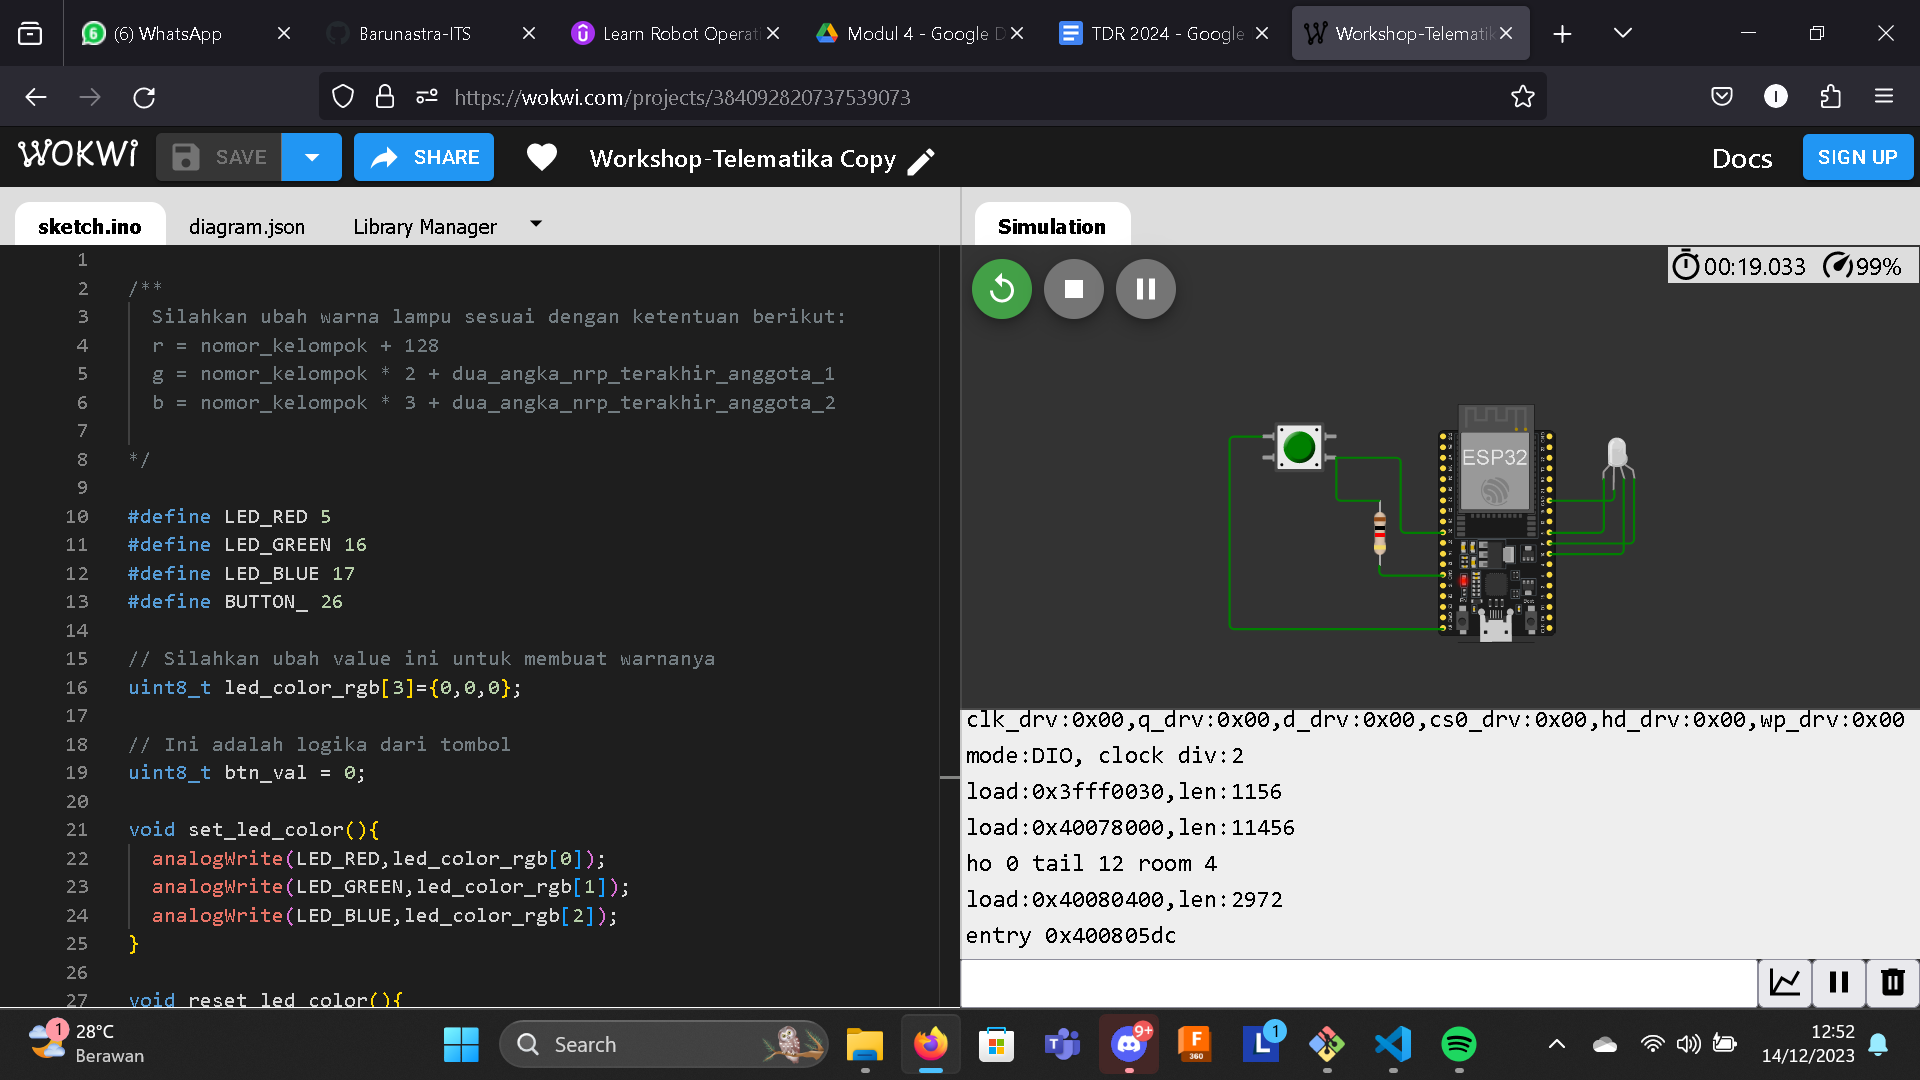 (6) WhatsApp
Barunastra-ITS
Learn Robot Operati
Modul 4 - Google D
TDR 2024 - Google
Workshop-Telematik
https://wokwi.com/projects/384092820737539073
WOKWi
SAVE
SHARE
Workshop-Telematika Copy
Docs
SIGN UP
sketch.ino
diagram.json
Library Manager
1
2 /**
3 Silahkan ubah warna lampu sesuai dengan ketentuan berikut:
4 r = nomor_kelompok + 128
5 g = nomor_kelompok * 2 + dua_angka_nrp_terakhir_anggota_1
6 b = nomor_kelompok * 3 + dua_angka_nrp_terakhir_anggota_2
7
8 */
9
10 #define LED_RED 5
11 #define LED_GREEN 16
12 #define LED_BLUE 17
13 #define BUTTON_ 26
14
15 // Silahkan ubah value ini untuk membuat warnanya
16 uint8_t led_color_rgb[3]={0,0,0};
17
18 // Ini adalah logika dari tombol
19 uint8_t btn_val = 0;
20
21 void set_led_color(){
22 analogWrite(LED_RED,led_color_rgb[0]);
23 analogWrite(LED_GREEN,led_color_rgb[1]);
24 analogWrite(LED_BLUE,led_color_rgb[2]);
25 }
26
27 void reset_led_color(){
Simulation
00:19.033 99%
ESP32
clk_drv:0x00,q_drv:0x00,d_drv:0x00,cs0_drv:0x00,hd_drv:0x00,wp_drv:0x00
mode:DIO, clock div:2
load:0x3fff0030,len:1156
load:0x40078000,len:11456
ho 0 tail 12 room 4
load:0x40080400,len:2972
entry 0x400805dc
1
28°C
Berawan
Search
9+
F
360
L
1
12:52
14/12/2023